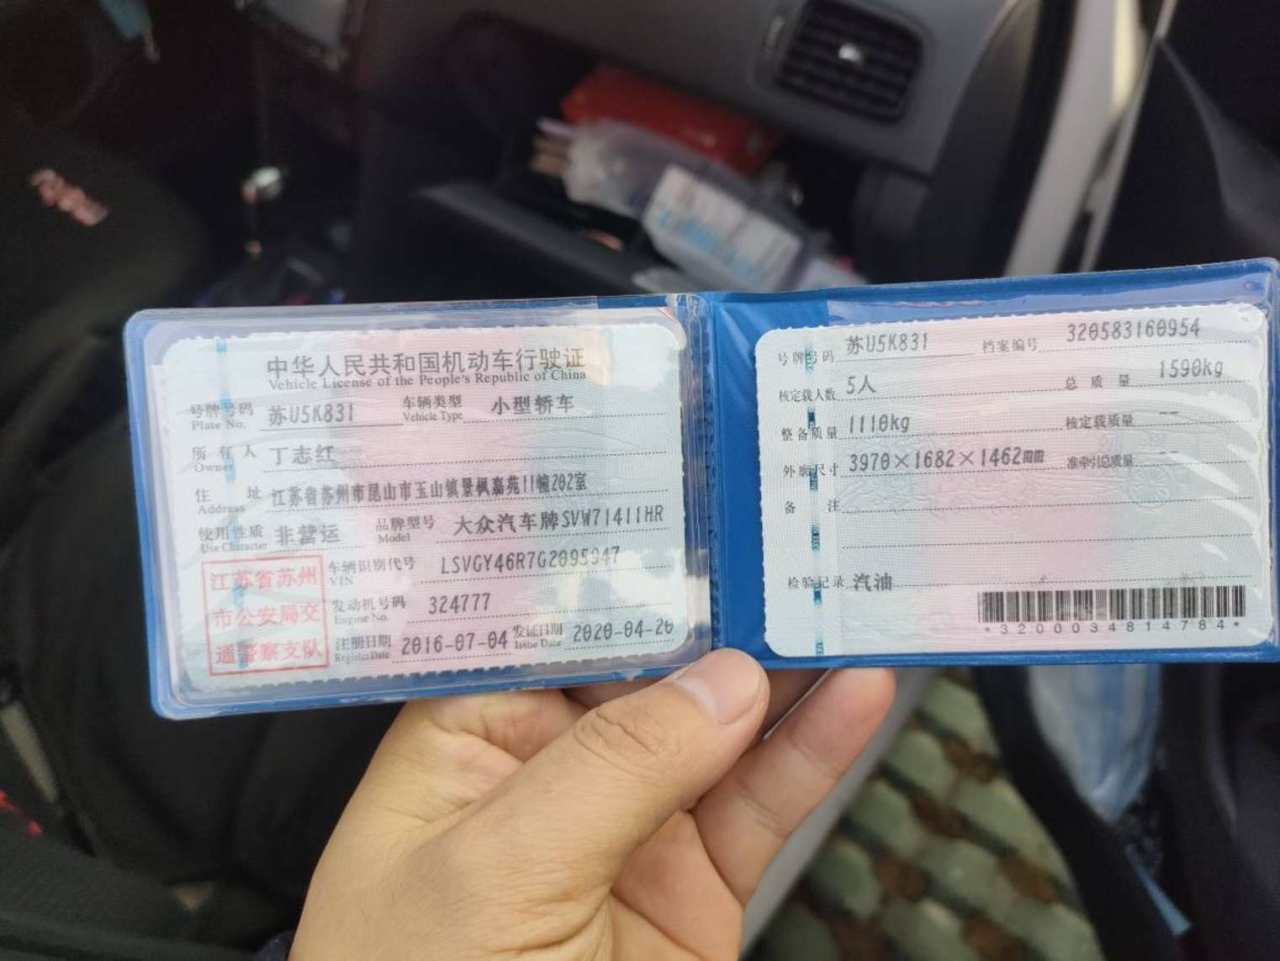 中华人民共和国机动车行驶证
Vehicle License of the People's Republic of China
号牌号码 Plate No. 苏U5K831 车辆类型 Vehicle Type 小型轿车
所有人 Owner 丁志红
住址 Address 江苏省苏州市昆山市玉山镇景枫嘉苑11幢202室
使用性质 Use Character 非营运 品牌型号 Model 大众汽车牌SVW71411HR
车辆识别代号 VIN LSVGY46R7G2095947
发动机号码 Engine No. 324777
注册日期 Register Date 2016-07-04 发证日期 Issue Date 2020-04-26
江苏省苏州
市公安局交
通警察支队
号牌号码 苏U5K831 档案编号 320583160954
核定载人数 5人 总质量 1590kg
整备质量 1110kg 核定载质量 --
外廓尺寸 3970×1682×1462mm 准牵引总质量 --
备注
检验记录 汽油
*3200034814784*